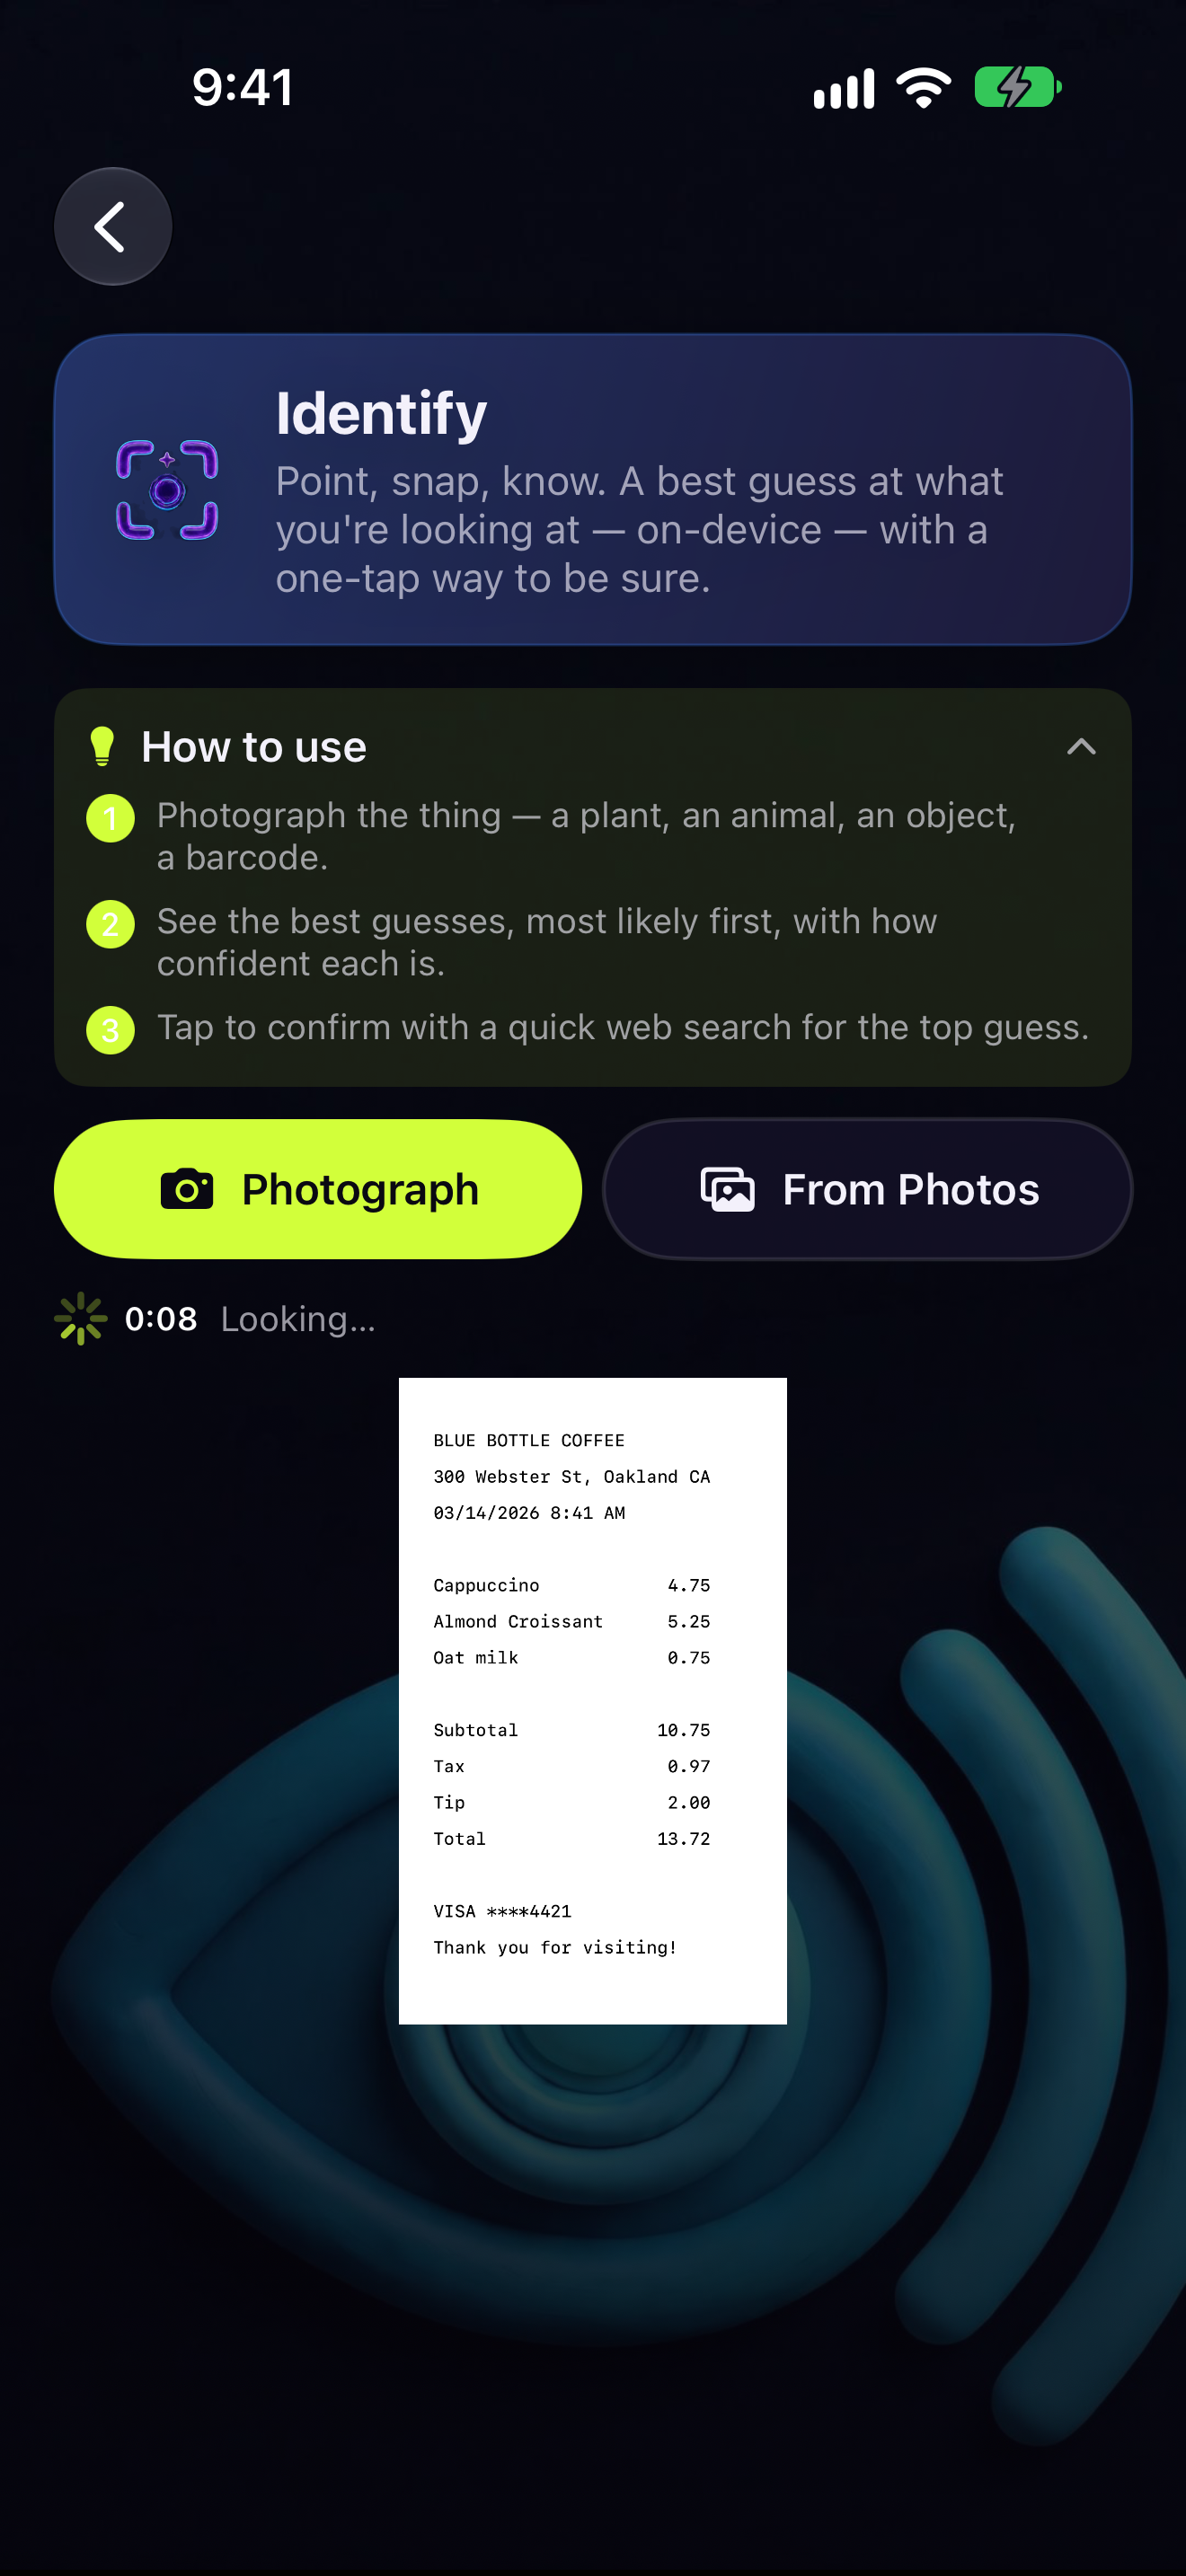 9:41
Identify
Point, snap, know. A best guess at what
you're looking at — on-device — with a
one-tap way to be sure.
How to use
1 Photograph the thing — a plant, an animal, an object,
a barcode.
2 See the best guesses, most likely first, with how
confident each is.
3 Tap to confirm with a quick web search for the top guess.
Photograph From Photos
0:08 Looking...
BLUE BOTTLE COFFEE
300 Webster St, Oakland CA
03/14/2026 8:41 AM
Cappuccino 4.75
Almond Croissant 5.25
Oat milk 0.75
Subtotal 10.75
Tax 0.97
Tip 2.00
Total 13.72
VISA ****4421
Thank you for visiting!